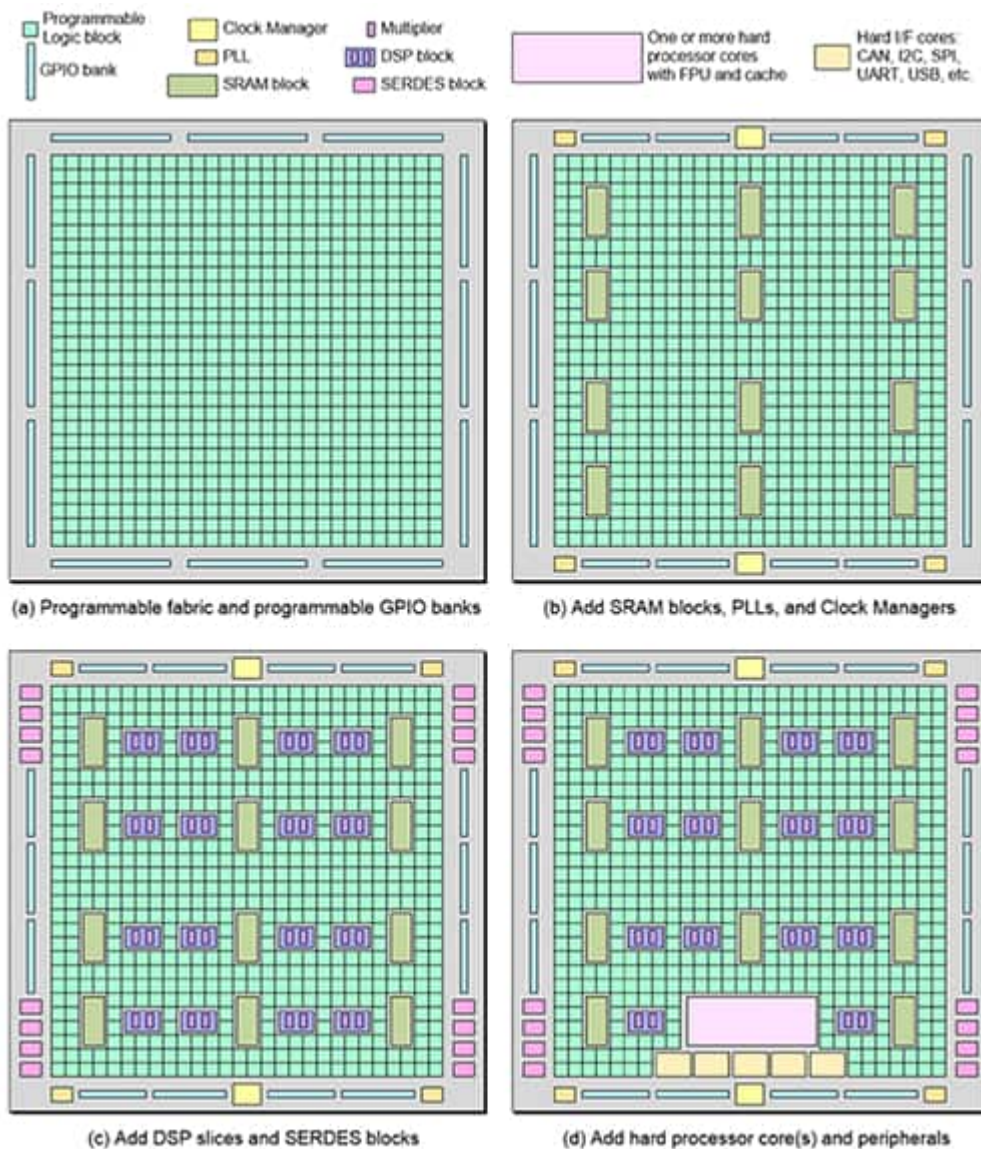 Programmable
Logic block
GPIO bank
Clock Manager
PLL
SRAM block
Multiplier
DSP block
SERDES block
One or more hard
processor cores
with FPU and cache
Hard I/F cores:
CAN, I2C, SPI,
UART, USB, etc.
(a) Programmable fabric and programmable GPIO banks
(b) Add SRAM blocks, PLLs, and Clock Managers
(c) Add DSP slices and SERDES blocks
(d) Add hard processor core(s) and peripherals